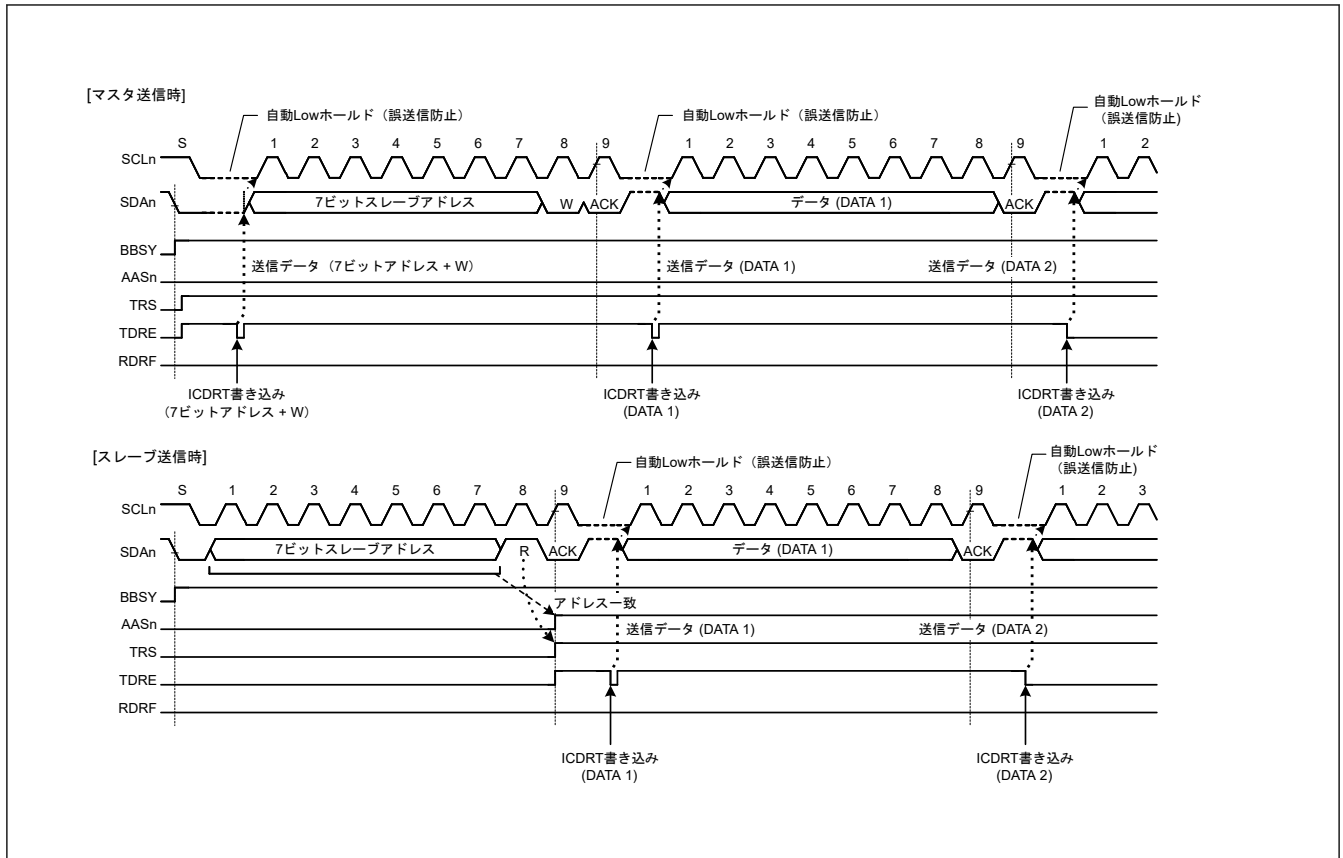 [マスタ送信時]
自動Lowホールド（誤送信防止）
自動Lowホールド（誤送信防止）
自動Lowホールド
（誤送信防止)
S 1 2 3 4 5 6 7 8 9 1 2 3 4 5 6 7 8 9 1 2
SCLn
SDAn 7ビットスレーブアドレス W ACK データ (DATA 1) ACK
BBSY
送信データ（7ビットアドレス + W） 送信データ (DATA 1) 送信データ (DATA 2)
AASn
TRS
TDRE
RDRF
ICDRT書き込み
（7ビットアドレス + W）
ICDRT書き込み
(DATA 1)
ICDRT書き込み
(DATA 2)
[スレーブ送信時]
自動Lowホールド（誤送信防止）
自動Lowホールド
（誤送信防止)
S 1 2 3 4 5 6 7 8 9 1 2 3 4 5 6 7 8 9 1 2 3
SCLn
SDAn 7ビットスレーブアドレス R ACK データ (DATA 1) ACK
BBSY
アドレス一致
AASn
送信データ (DATA 1) 送信データ (DATA 2)
TRS
TDRE
RDRF
ICDRT書き込み
(DATA 1)
ICDRT書き込み
(DATA 2)